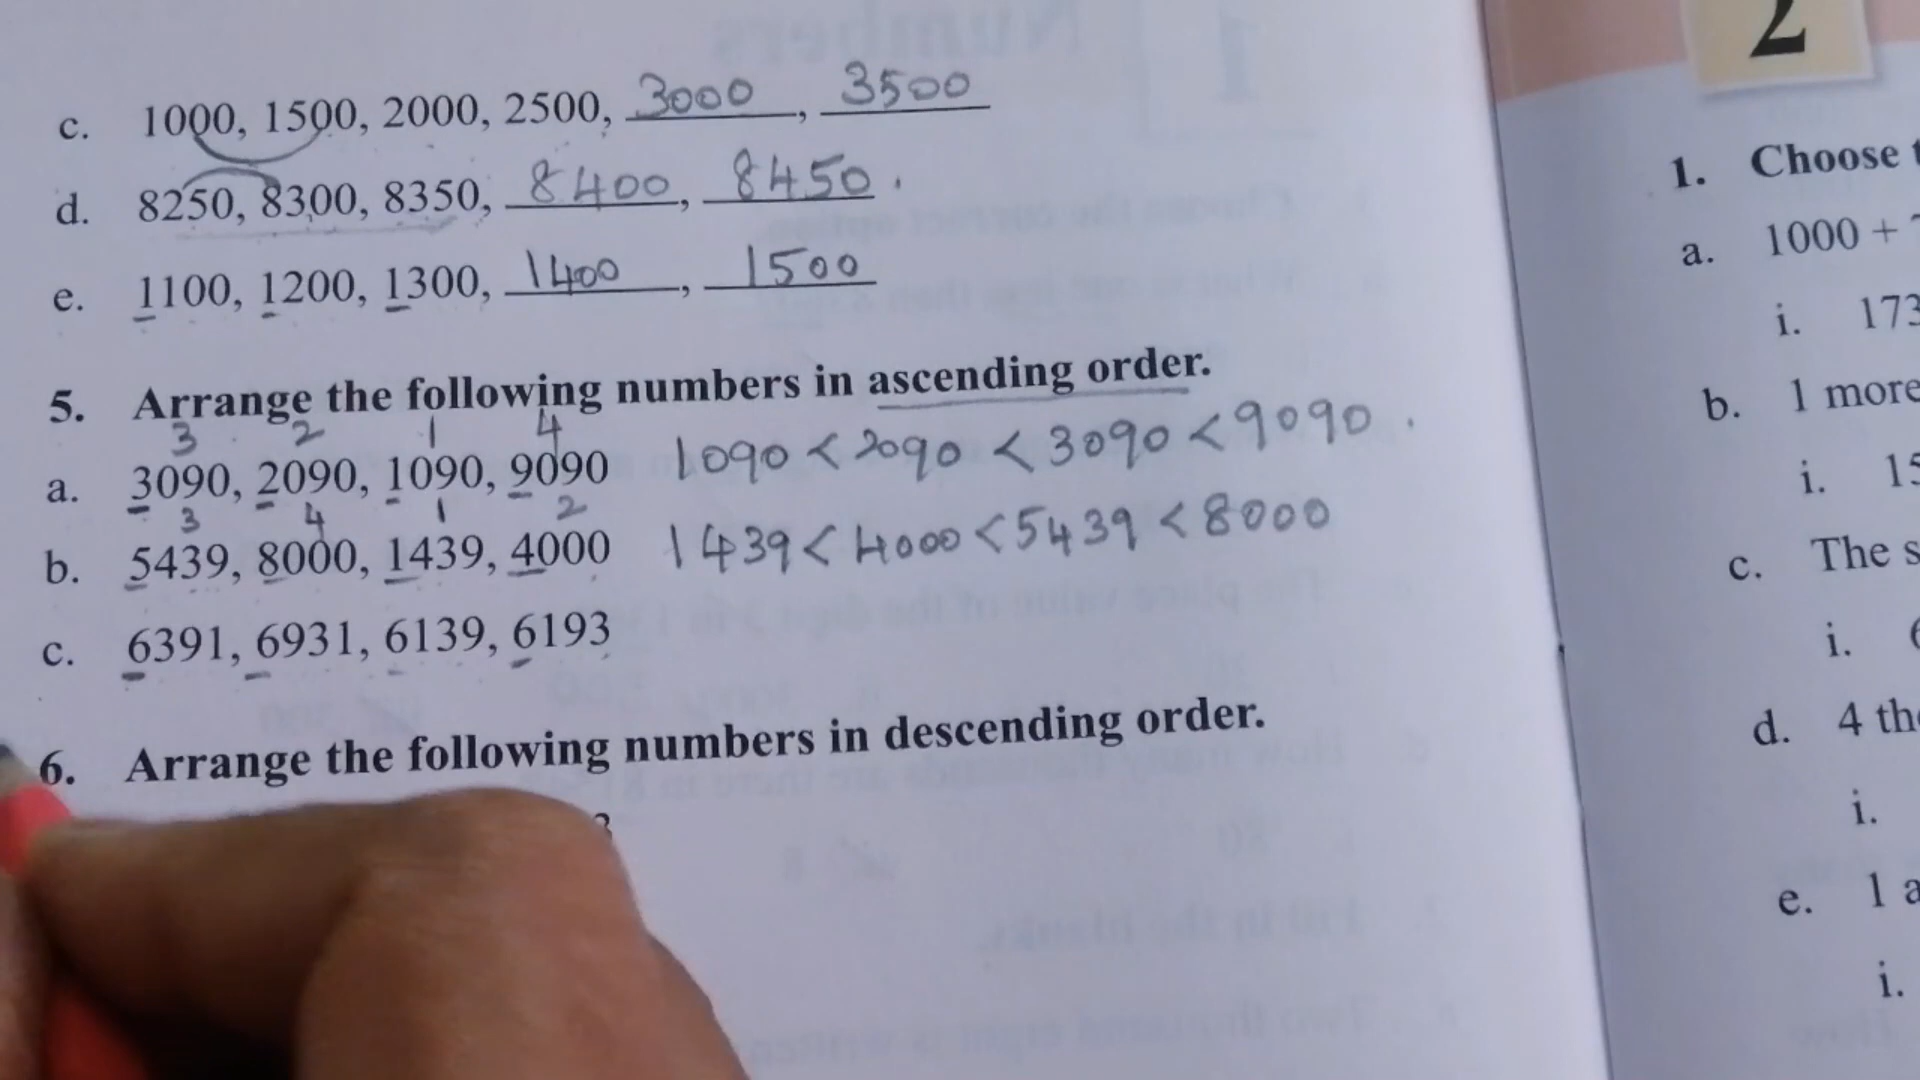 c. 1000, 1500, 2000, 2500, 3000, 3500
d. 8250, 8300, 8350, 8400, 8450.
e. 1100, 1200, 1300, 1400, 1500
5. Arrange the following numbers in ascending order.
3 2 1 4
a. 3090, 2090, 1090, 9090 1090 < 2090 < 3090 < 9090.
3 4 1 2
b. 5439, 8000, 1439, 4000 1439 < 4000 < 5439 < 8000
c. 6391, 6931, 6139, 6193
6. Arrange the following numbers in descending order.
2
1. Choose
a. 1000 +
i. 173
b. 1 more
i. 15
c. The
i.
d. 4
i.
e. 1
i.